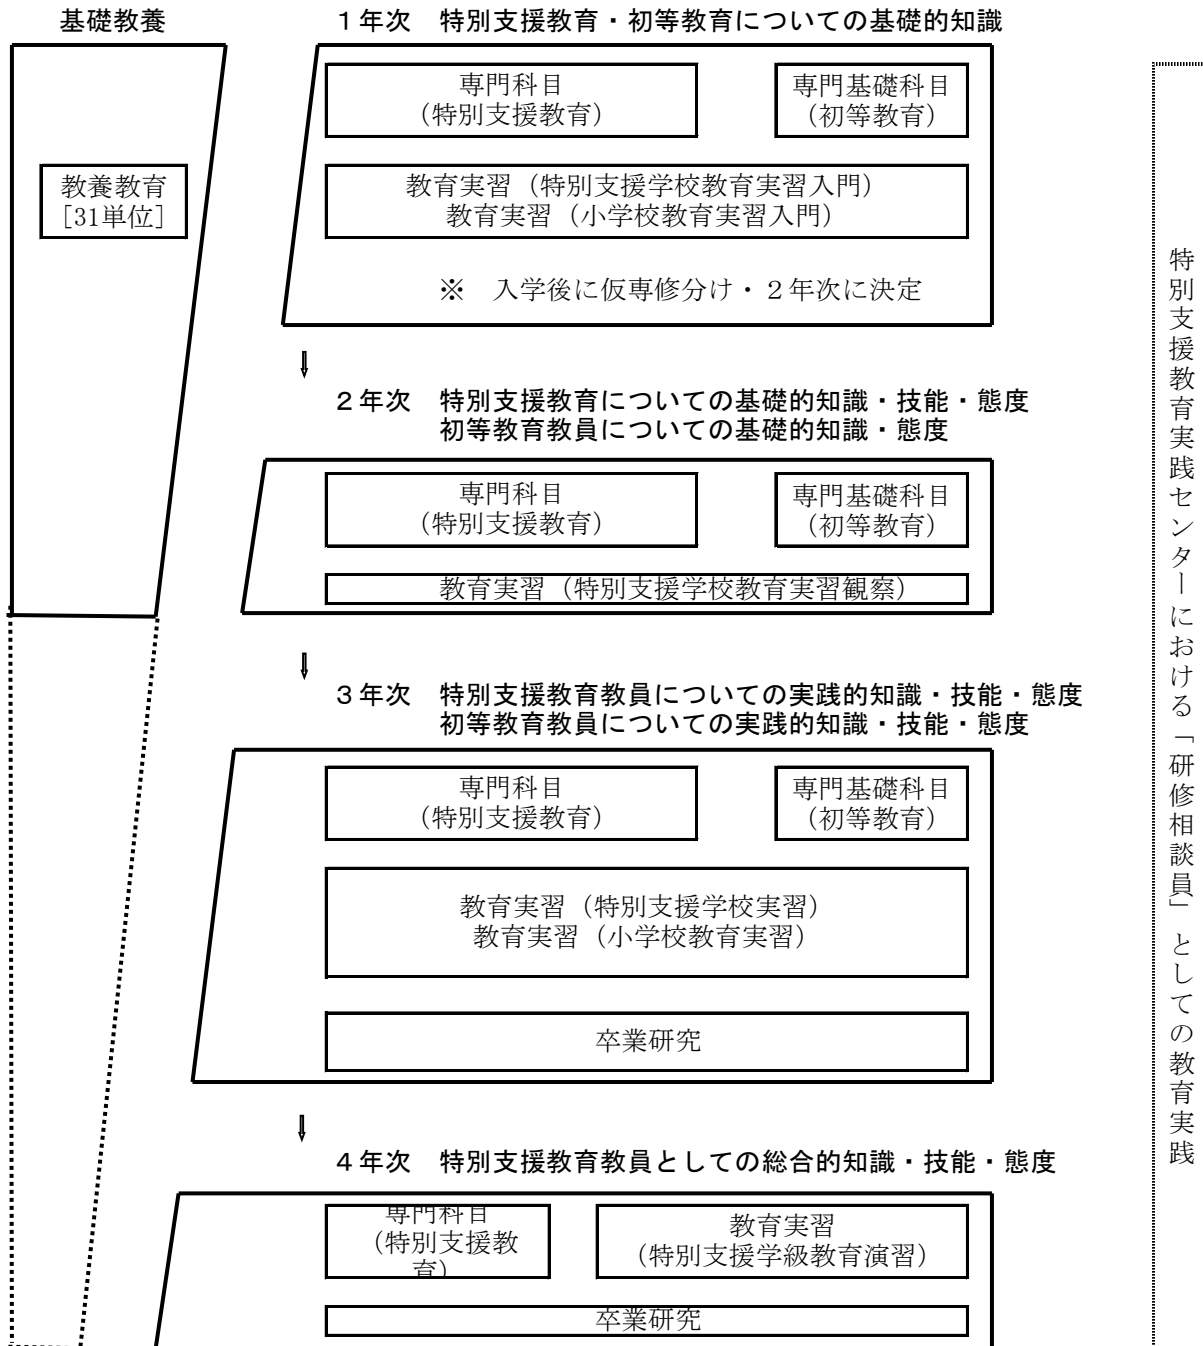 基礎教養
１年次　特別支援教育・初等教育についての基礎的知識
専門科目
（特別支援教育）
専門基礎科目
（初等教育）
教養教育
［31単位］
教育実習（特別支援学校教育実習入門）
教育実習（小学校教育実習入門）
※　入学後に仮専修分け・２年次に決定
⇓
２年次　特別支援教育についての基礎的知識・技能・態度
初等教育教員についての基礎的知識・態度
専門科目
（特別支援教育）
専門基礎科目
（初等教育）
教育実習（特別支援学校教育実習観察）
⇓
３年次　特別支援教育教員についての実践的知識・技能・態度
初等教育教員についての実践的知識・技能・態度
専門科目
（特別支援教育）
専門基礎科目
（初等教育）
教育実習（特別支援学校実習）
教育実習（小学校教育実習）
卒業研究
⇓
４年次　特別支援教育教員としての総合的知識・技能・態度
専門科目
（特別支援教
育）
教育実習
（特別支援学級教育演習）
卒業研究
特別支援教育実践センターにおける「研修相談員」としての教育実践